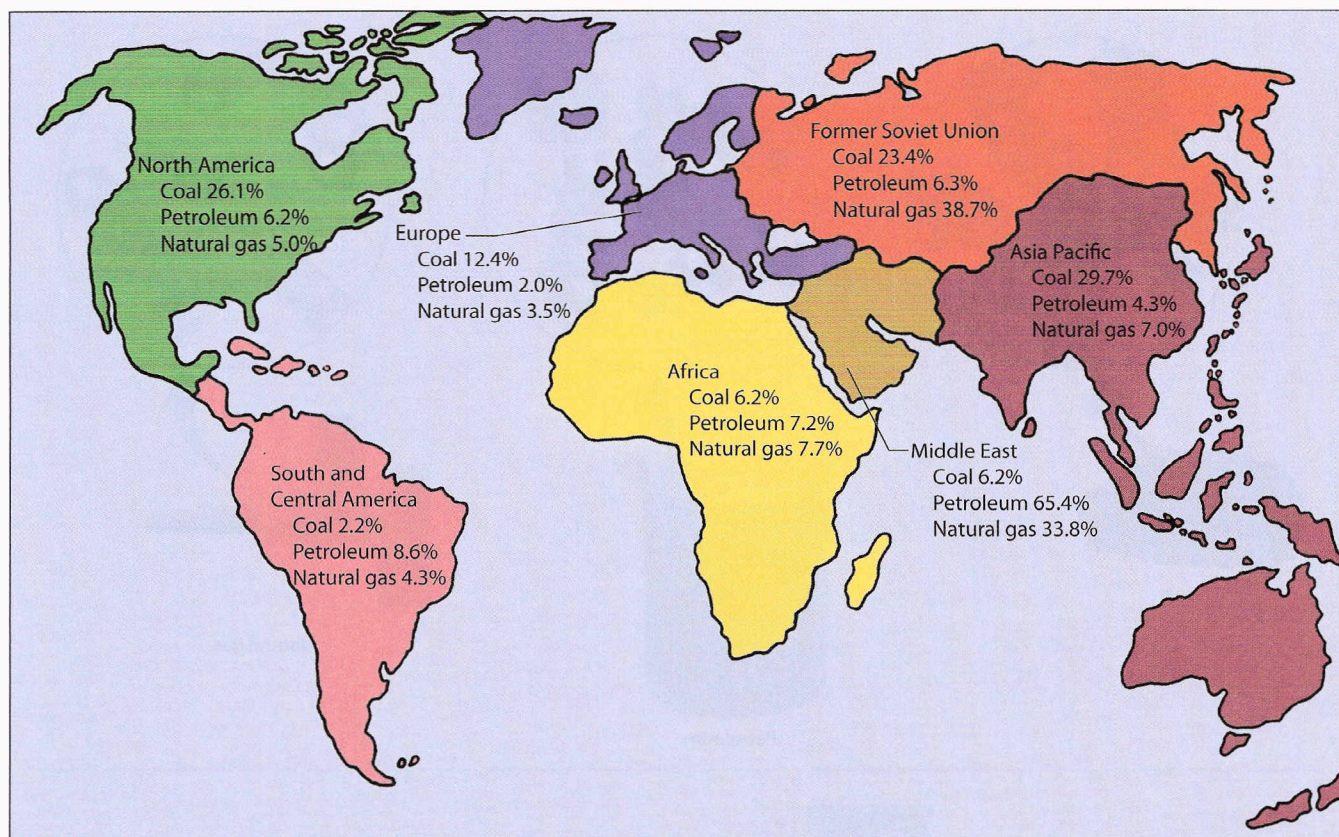 North America
Coal 26.1%
Petroleum 6.2%
Natural gas 5.0%
Europe
Coal 12.4%
Petroleum 2.0%
Natural gas 3.5%
Former Soviet Union
Coal 23.4%
Petroleum 6.3%
Natural gas 38.7%
Asia Pacific
Coal 29.7%
Petroleum 4.3%
Natural gas 7.0%
Africa
Coal 6.2%
Petroleum 7.2%
Natural gas 7.7%
Middle East
Coal 6.2%
Petroleum 65.4%
Natural gas 33.8%
South and
Central America
Coal 2.2%
Petroleum 8.6%
Natural gas 4.3%